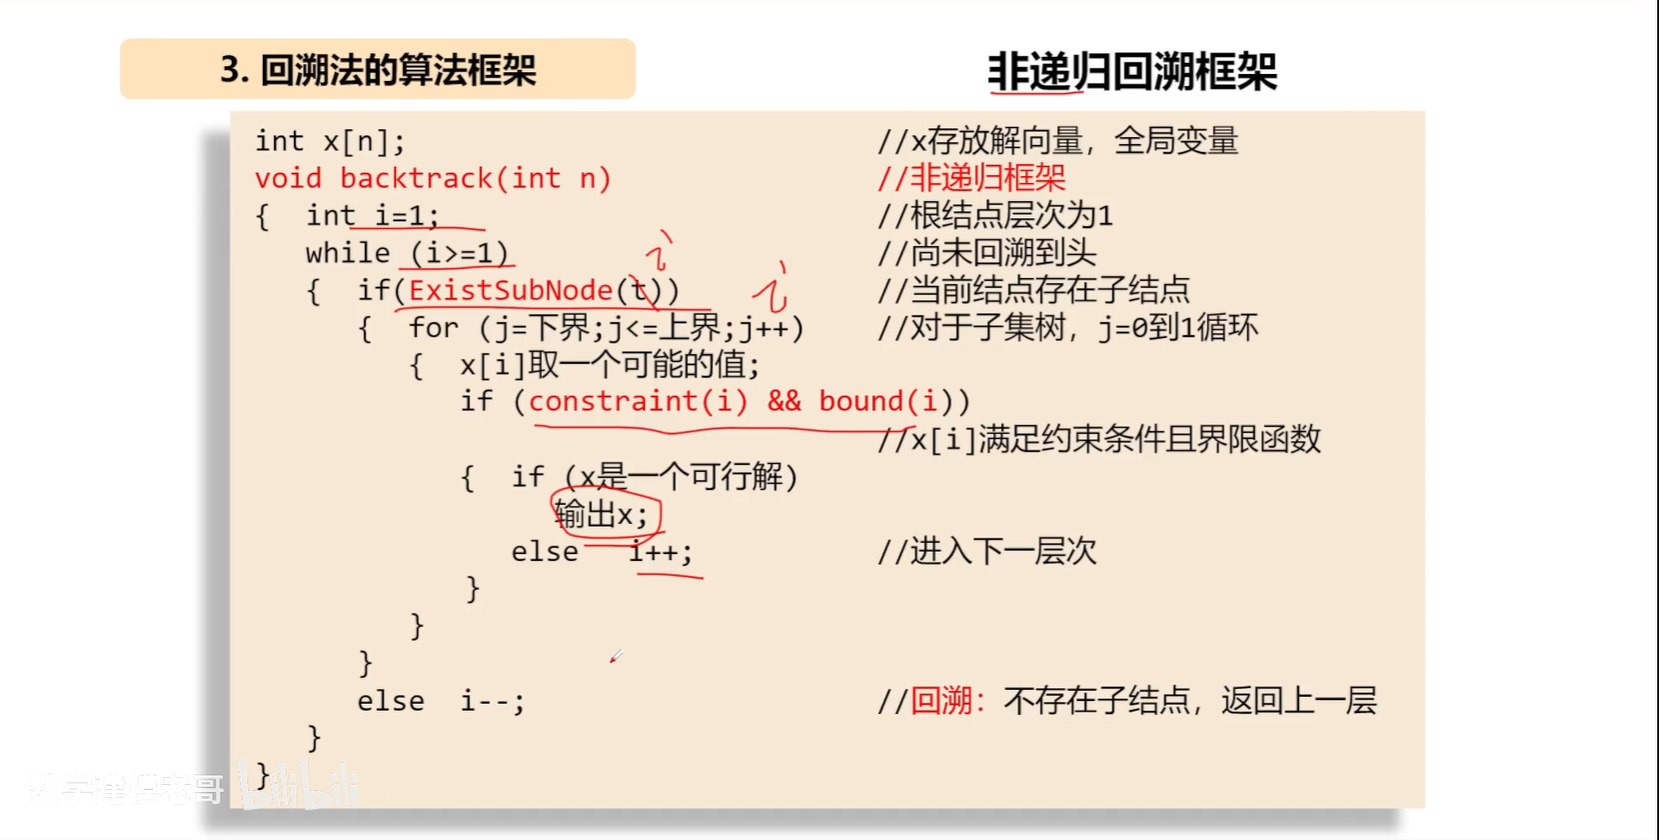 3. 回溯法的算法框架
非递归回溯框架
int x[n]; //x存放解向量，全局变量
void backtrack(int n) //非递归框架
{ int i=1; //根结点层次为1
while (i>=1) //尚未回溯到头
i
{ if(ExistSubNode(t)) i //当前结点存在子结点
{ for (j=下界;j<=上界;j++) //对于子集树，j=0到1循环
{ x[i]取一个可能的值;
if (constraint(i) && bound(i))
//x[i]满足约束条件且界限函数
{ if (x是一个可行解)
输出x;
else i++; //进入下一层次
}
}
}
else i--; //回溯：不存在子结点，返回上一层
}
}
bilibili